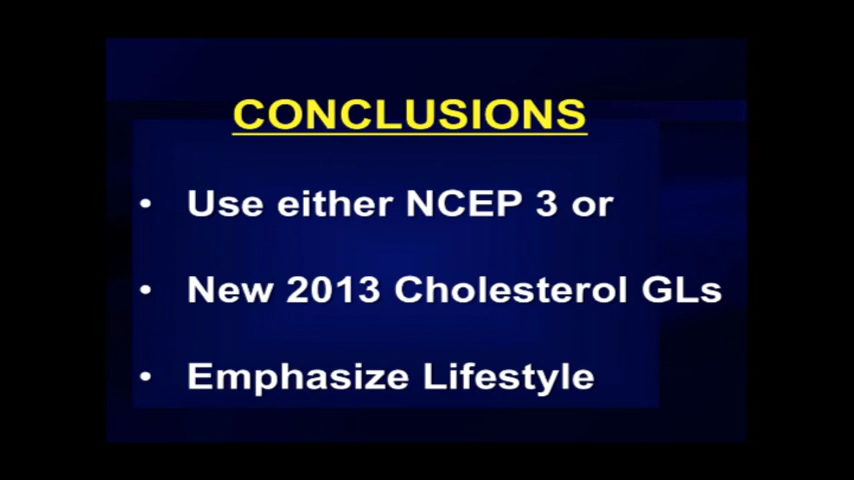 CONCLUSIONS
• Use either NCEP 3 or
• New 2013 Cholesterol GLs
• Emphasize Lifestyle